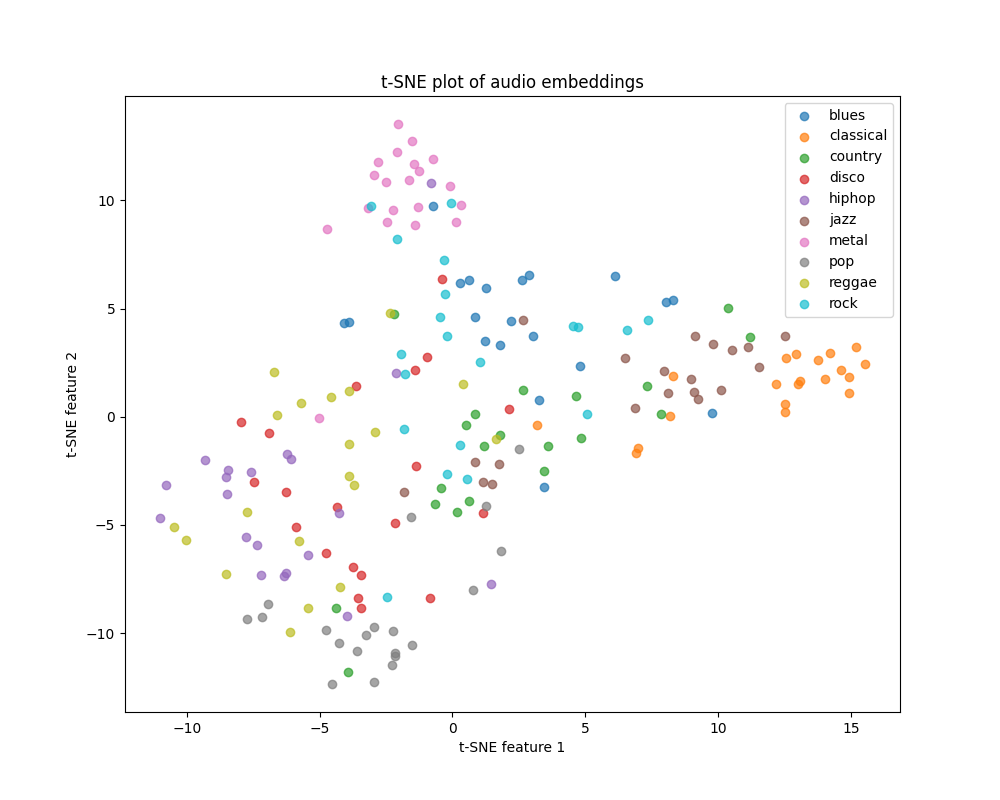 t-SNE plot of audio embeddings
blues
classical
country
disco
hiphop
jazz
metal
pop
reggae
rock
10
5
0
−5
−10
t-SNE feature 2
−10 −5 0 5 10 15
t-SNE feature 1